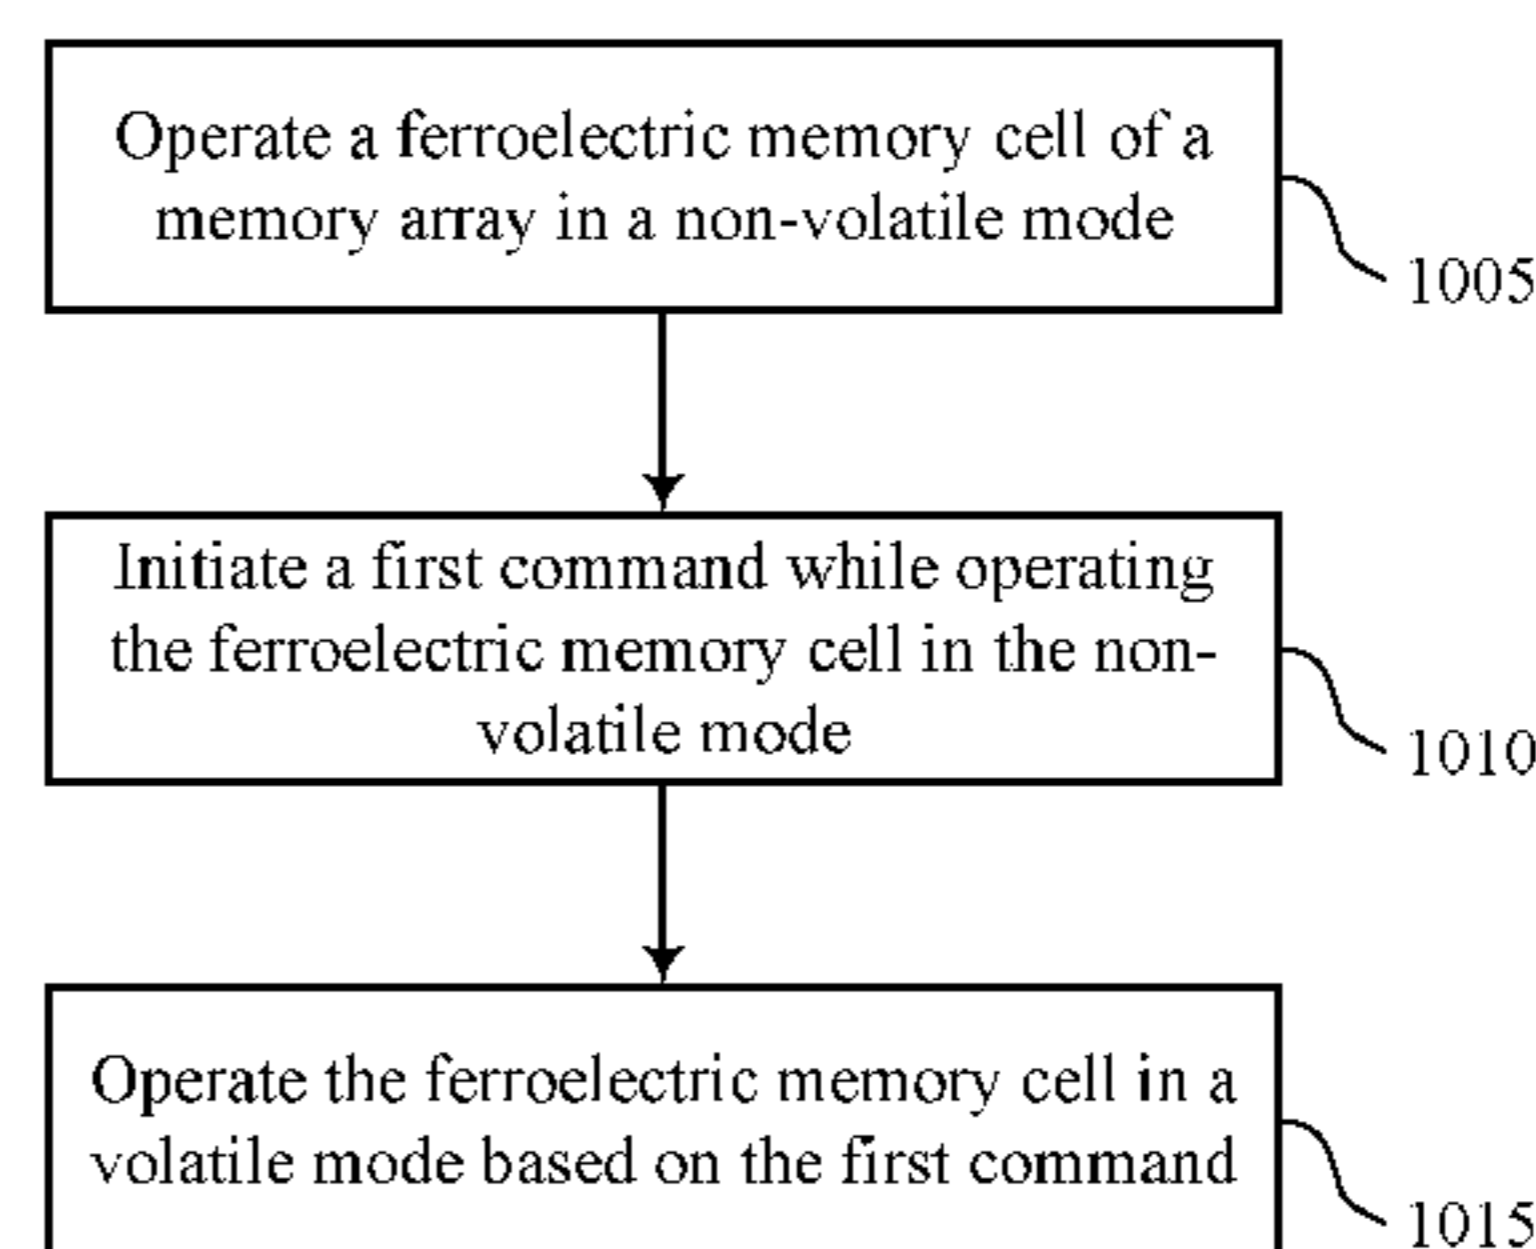 Operate a ferroelectric memory cell of a
memory array in a non-volatile mode
1005
Initiate a first command while operating
the ferroelectric memory cell in the non-
volatile mode
1010
Operate the ferroelectric memory cell in a
volatile mode based on the first command
1015